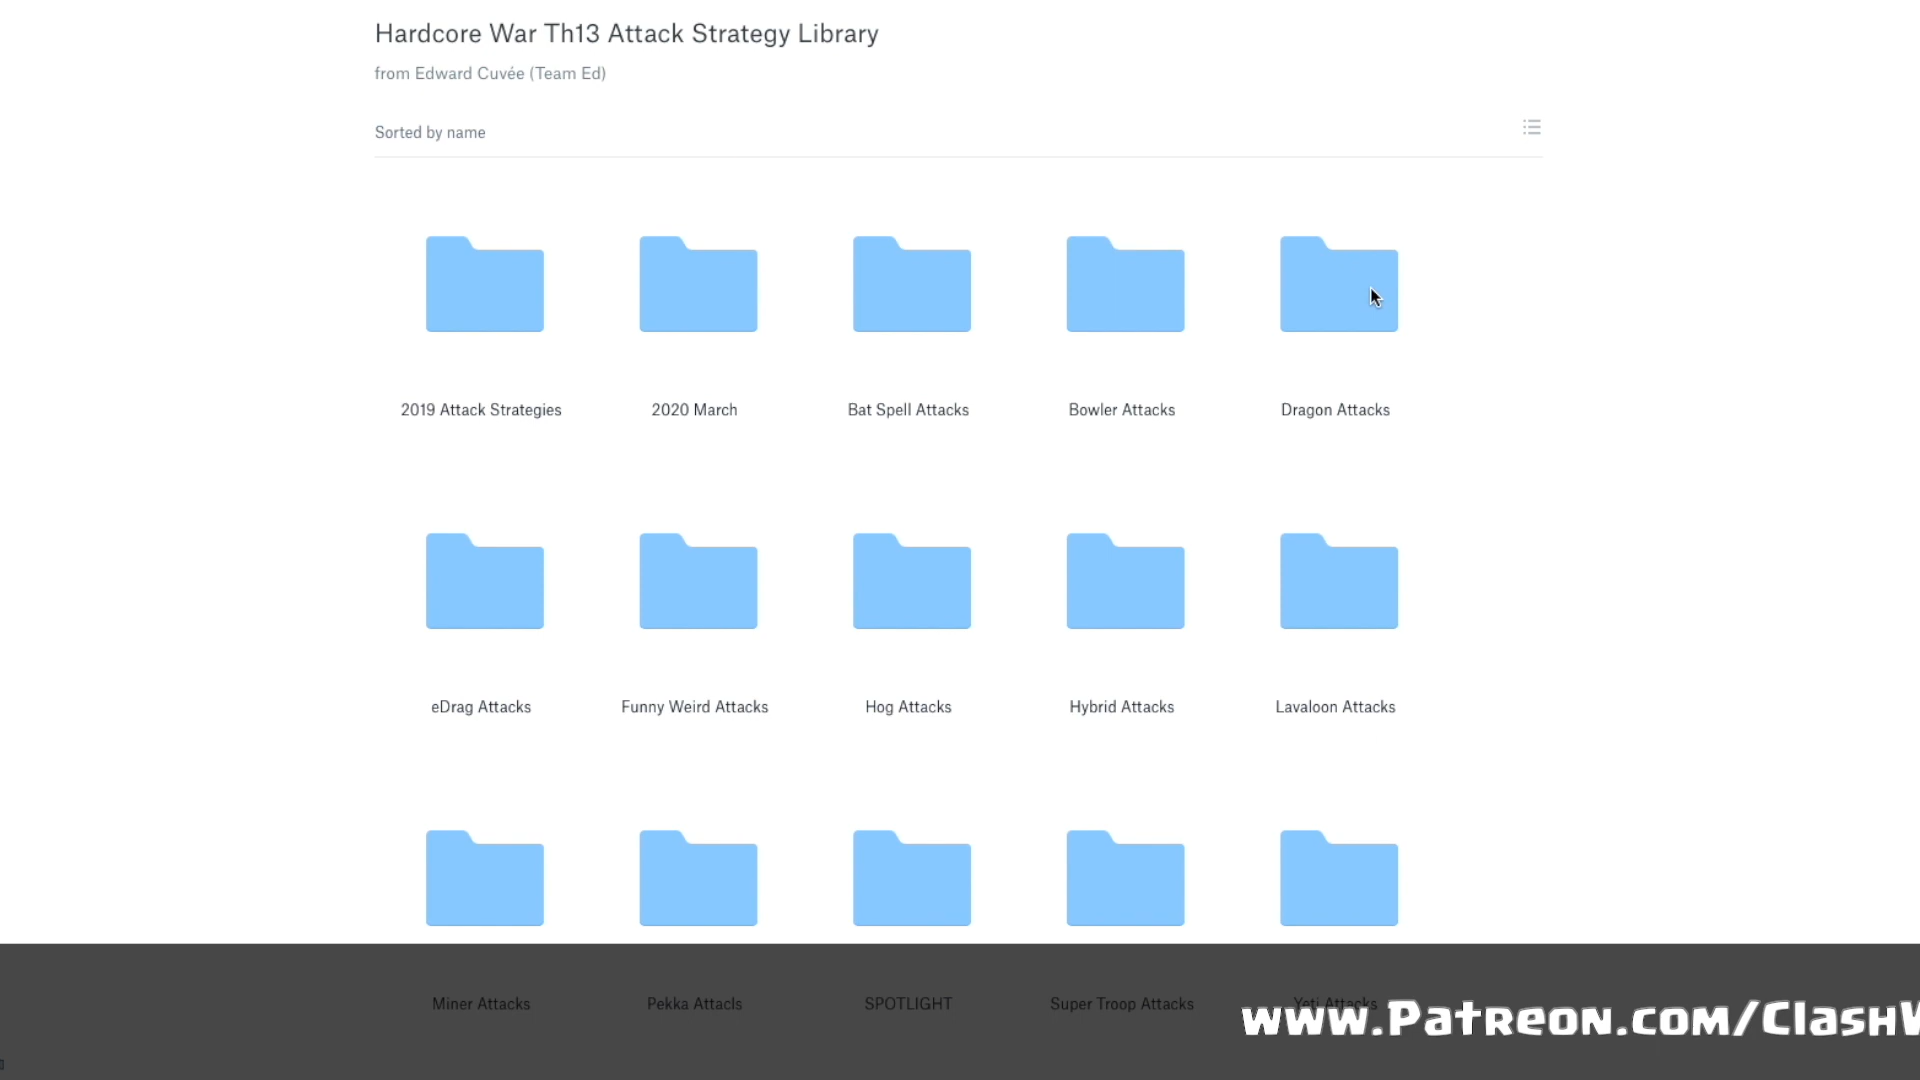 Hardcore War Th13 Attack Strategy Library
from Edward Cuvée (Team Ed)
Sorted by name
2019 Attack Strategies
2020 March
Bat Spell Attacks
Bowler Attacks
Dragon Attacks
eDrag Attacks
Funny Weird Attacks
Hog Attacks
Hybrid Attacks
Lavaloon Attacks
Miner Attacks
Pekka Attacls
SPOTLIGHT
Super Troop Attacks
Yeti Attacks
www.Patreon.com/ClashW